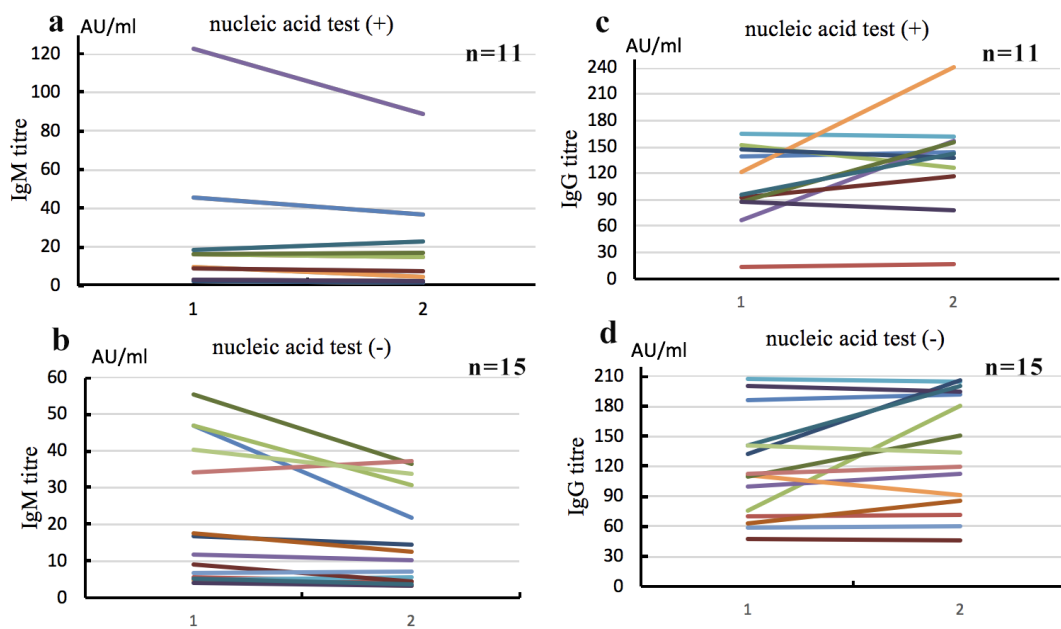 a
nucleic acid test (+)
AU/ml
n=11
IgM titre
120
100
80
60
40
20
0
1
2
b
nucleic acid test (-)
AU/ml
n=15
IgM titre
60
50
40
30
20
10
0
1
2
c
nucleic acid test (+)
AU/ml
n=11
IgG titre
240
210
180
150
120
90
60
30
0
1
2
d
nucleic acid test (-)
AU/ml
n=15
IgG titre
210
180
150
120
90
60
30
0
1
2